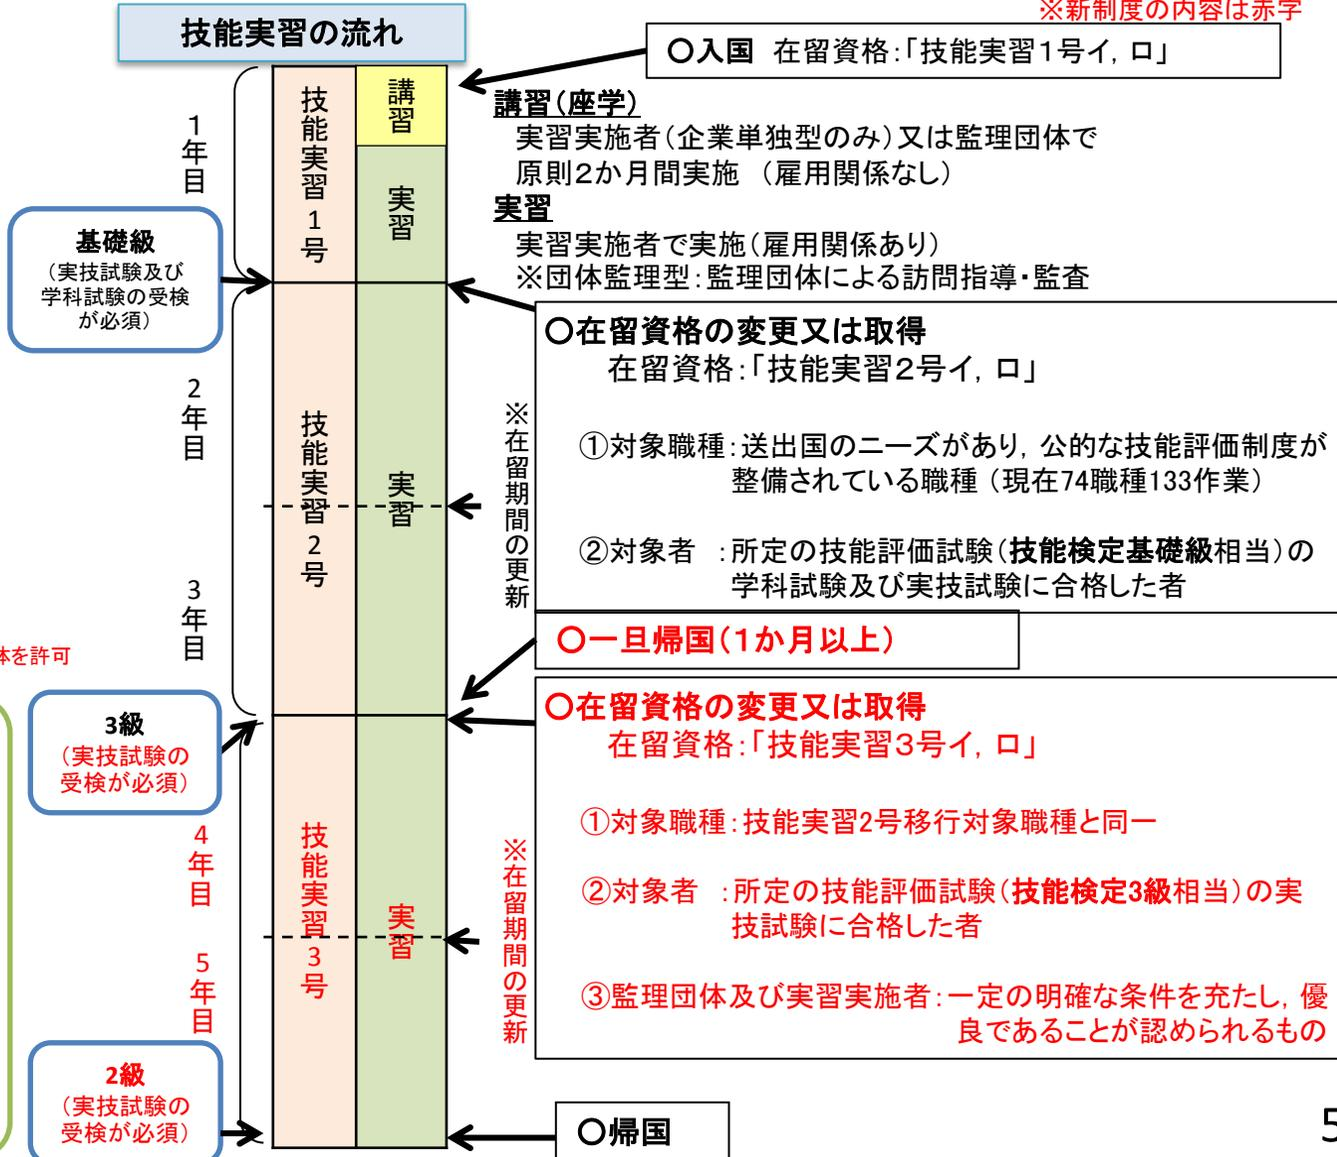 ※新制度の内容は赤字
技能実習の流れ
○入国　在留資格：「技能実習１号イ，ロ」
講習（座学）
実習実施者（企業単独型のみ）又は監理団体で
原則２か月間実施　（雇用関係なし）
実習
実習実施者で実施（雇用関係あり）
※団体監理型：監理団体による訪問指導・監査
1年目
技能実習1号
講習
実習
基礎級
（実技試験及び
学科試験の受検
が必須）
○在留資格の変更又は取得
在留資格：「技能実習２号イ，ロ」
①対象職種：送出国のニーズがあり，公的な技能評価制度が
整備されている職種（現在74職種133作業）
②対象者　：所定の技能評価試験（技能検定基礎級相当）の
学科試験及び実技試験に合格した者
2年目
3年目
技能実習2号
実習
※在留期間の更新
○一旦帰国（１か月以上）
体を許可
3級
（実技試験の
受検が必須）
○在留資格の変更又は取得
在留資格：「技能実習３号イ，ロ」
①対象職種：技能実習2号移行対象職種と同一
②対象者　：所定の技能評価試験（技能検定3級相当）の実
技試験に合格した者
③監理団体及び実習実施者：一定の明確な条件を充たし，優
良であることが認められるもの
4年目
5年目
技能実習3号
実習
※在留期間の更新
2級
（実技試験の
受検が必須）
○帰国
5